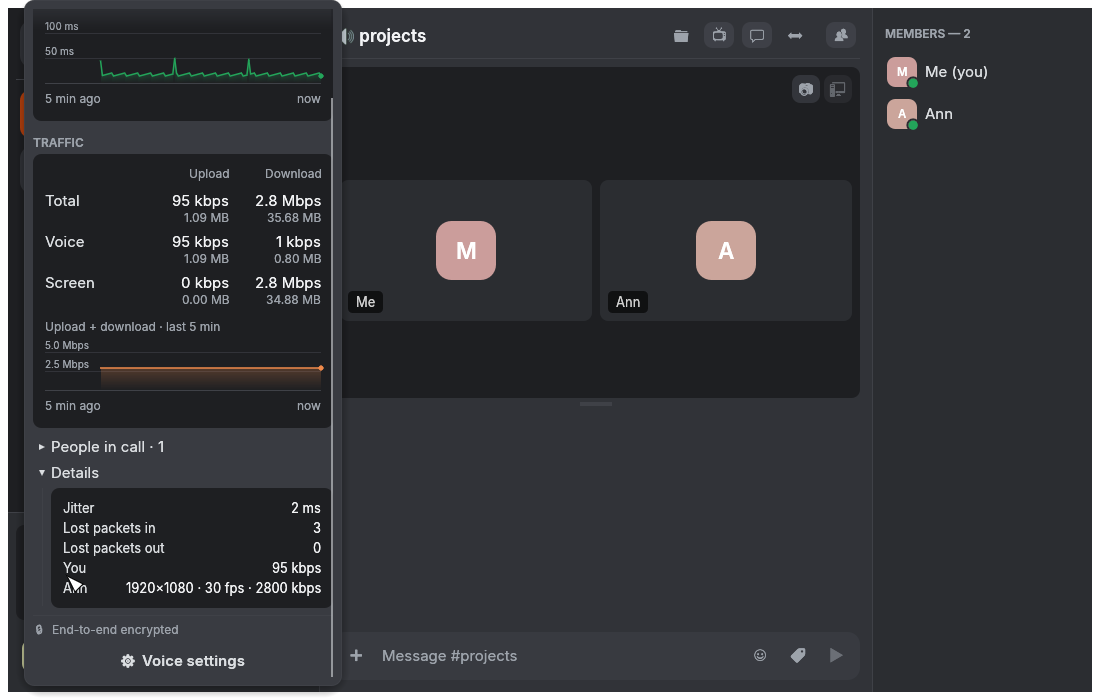 100 ms
50 ms
5 min ago now
TRAFFIC
Upload Download
Total 95 kbps 2.8 Mbps
1.09 MB 35.68 MB
Voice 95 kbps 1 kbps
1.09 MB 0.80 MB
Screen 0 kbps 2.8 Mbps
0.00 MB 34.88 MB
Upload + download · last 5 min
5.0 Mbps
2.5 Mbps
5 min ago now
People in call · 1
Details
Jitter 2 ms
Lost packets in 3
Lost packets out 0
You 95 kbps
Ann 1920×1080 · 30 fps · 2800 kbps
End-to-end encrypted
Voice settings
projects
M
Me
A
Ann
Message #projects
MEMBERS — 2
M Me (you)
A Ann